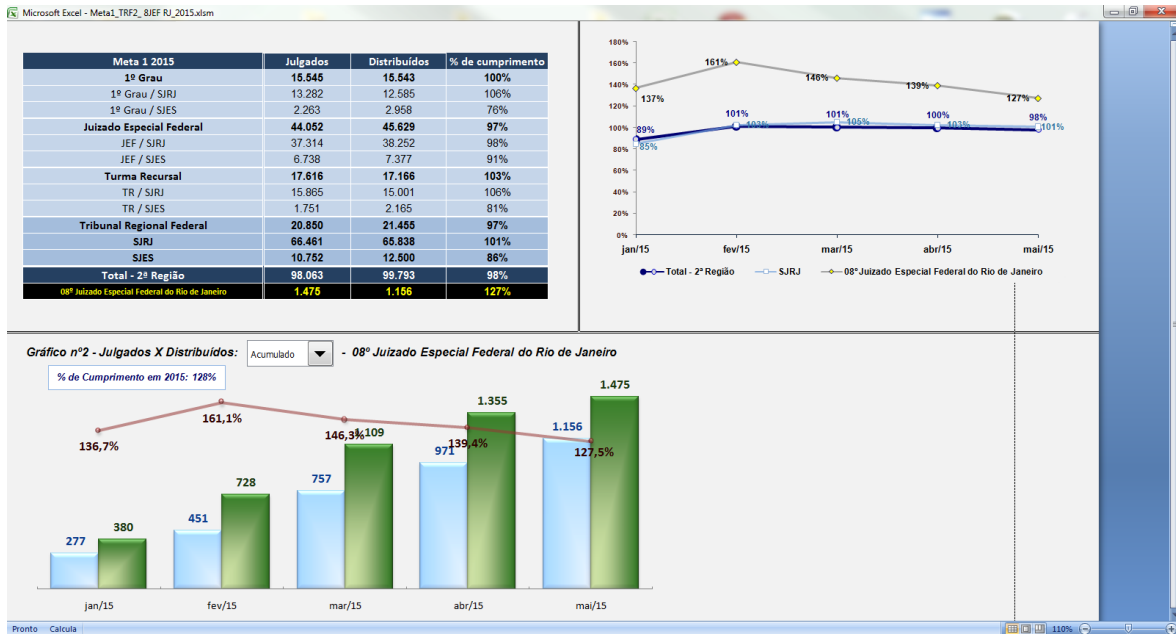 Microsoft Excel - Meta1_TRF2_ 8JEF RJ_2015.xlsm
Meta 1 2015 Julgados Distribuídos % de cumprimento
1º Grau 15.545 15.543 100%
1º Grau / SJRJ 13.282 12.585 106%
1º Grau / SJES 2.263 2.958 76%
Juizado Especial Federal 44.052 45.629 97%
JEF / SJRJ 37.314 38.252 98%
JEF / SJES 6.738 7.377 91%
Turma Recursal 17.616 17.166 103%
TR / SJRJ 15.865 15.001 106%
TR / SJES 1.751 2.165 81%
Tribunal Regional Federal 20.850 21.455 97%
SJRJ 66.461 65.838 101%
SJES 10.752 12.500 86%
Total - 2ª Região 98.063 99.793 98%
08º Juizado Especial Federal do Rio de Janeiro 1.475 1.156 127%
180%
160%
140%
120%
100%
80%
60%
40%
20%
0%
137% 161% 146% 139% 127%
89% 101% 101% 100% 98%
85% 103% 105% 103% 101%
jan/15 fev/15 mar/15 abr/15 mai/15
Total - 2ª Região SJRJ 08º Juizado Especial Federal do Rio de Janeiro
Gráfico nº2 - Julgados X Distribuídos: Acumulado - 08º Juizado Especial Federal do Rio de Janeiro
% de Cumprimento em 2015: 128%
136,7% 161,1% 146,3% 139,4% 127,5%
277 380 451 728 757 1.109 971 1.355 1.156 1.475
jan/15 fev/15 mar/15 abr/15 mai/15
Pronto Calcula 110%